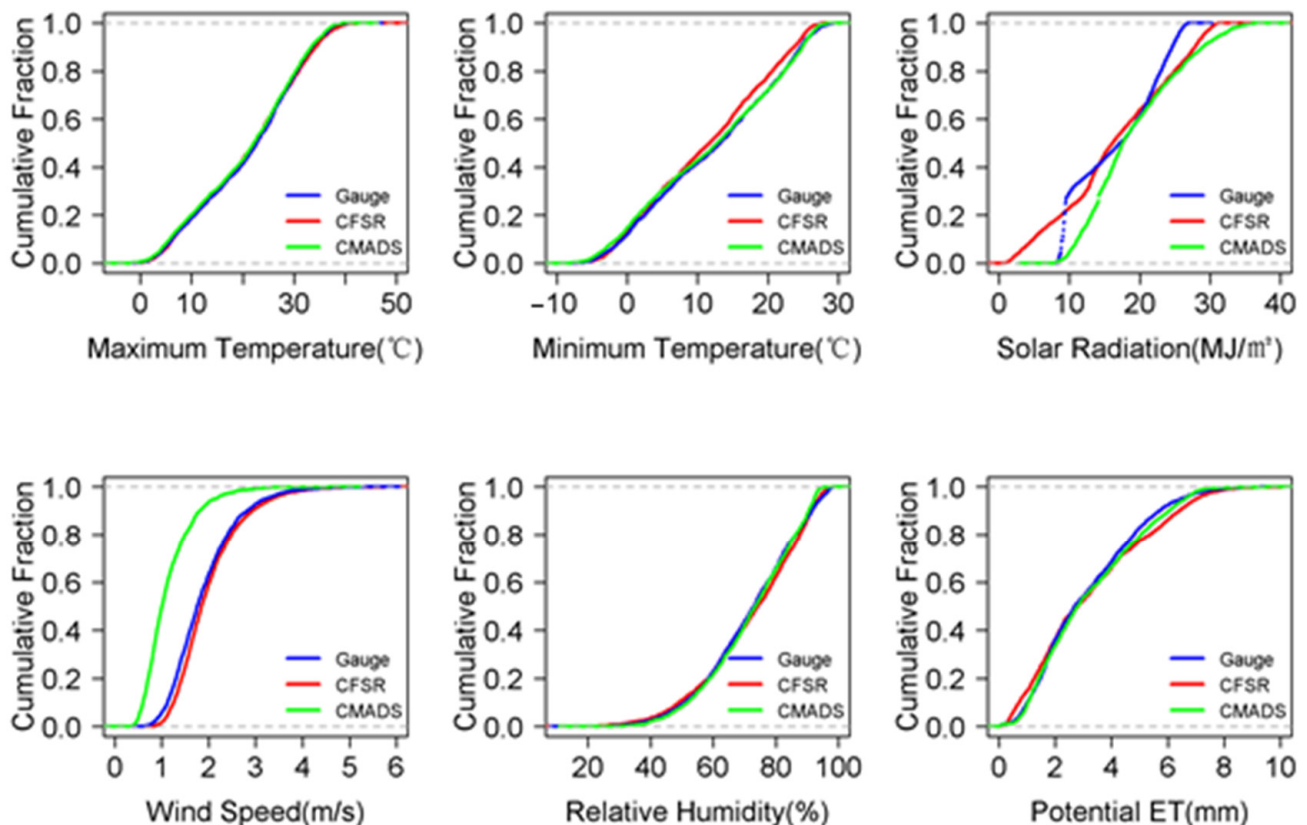 Cumulative Fraction
1.0
0.8
0.6
0.4
0.2
0.0
Gauge
CFSR
CMADS
0 10 30 50
Maximum Temperature(℃)
Cumulative Fraction
1.0
0.8
0.6
0.4
0.2
0.0
Gauge
CFSR
CMADS
−10 0 10 20 30
Minimum Temperature(℃)
Cumulative Fraction
1.0
0.8
0.6
0.4
0.2
0.0
Gauge
CFSR
CMADS
0 10 20 30 40
Solar Radiation(MJ/㎡)
Cumulative Fraction
1.0
0.8
0.6
0.4
0.2
0.0
Gauge
CFSR
CMADS
0 1 2 3 4 5 6
Wind Speed(m/s)
Cumulative Fraction
1.0
0.8
0.6
0.4
0.2
0.0
Gauge
CFSR
CMADS
20 40 60 80 100
Relative Humidity(%)
Cumulative Fraction
1.0
0.8
0.6
0.4
0.2
0.0
Gauge
CFSR
CMADS
0 2 4 6 8 10
Potential ET(mm)